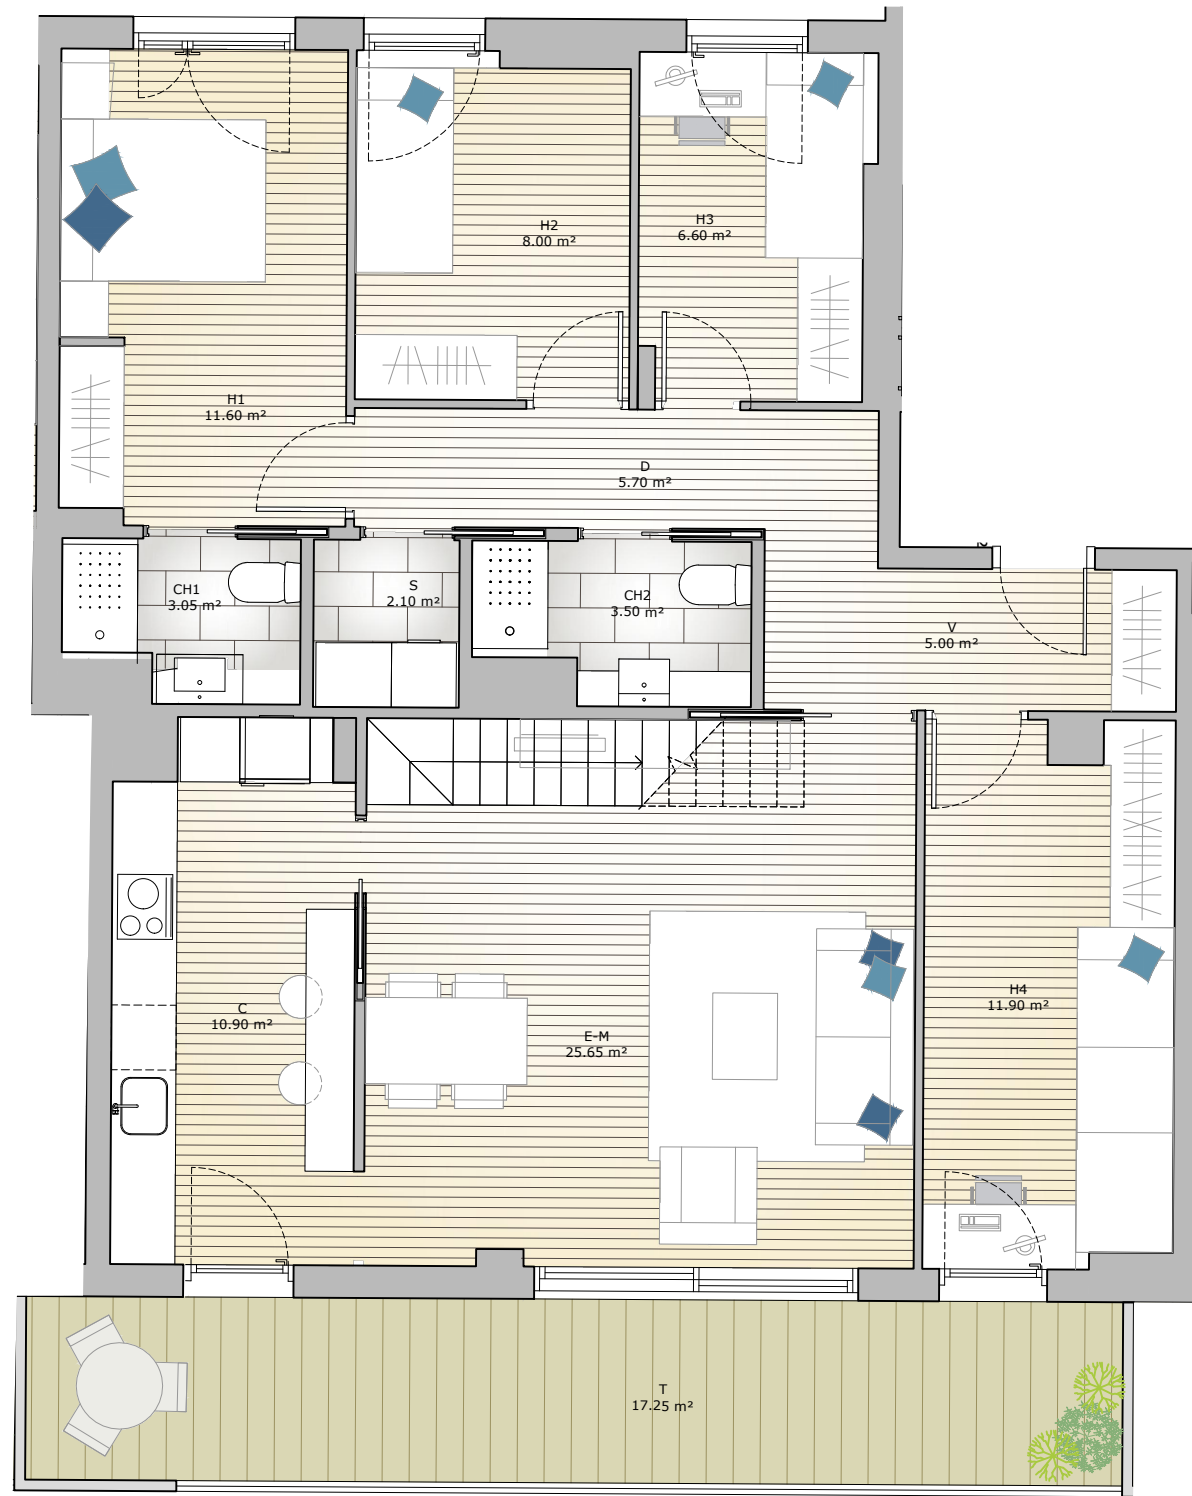 H2
8.00 m²
H3
6.60 m²
H1
11.60 m²
D
5.70 m²
CH1
3.05 m²
S
2.10 m²
CH2
3.50 m²
V
5.00 m²
C
10.90 m²
E-M
25.65 m²
H4
11.90 m²
T
17.25 m²